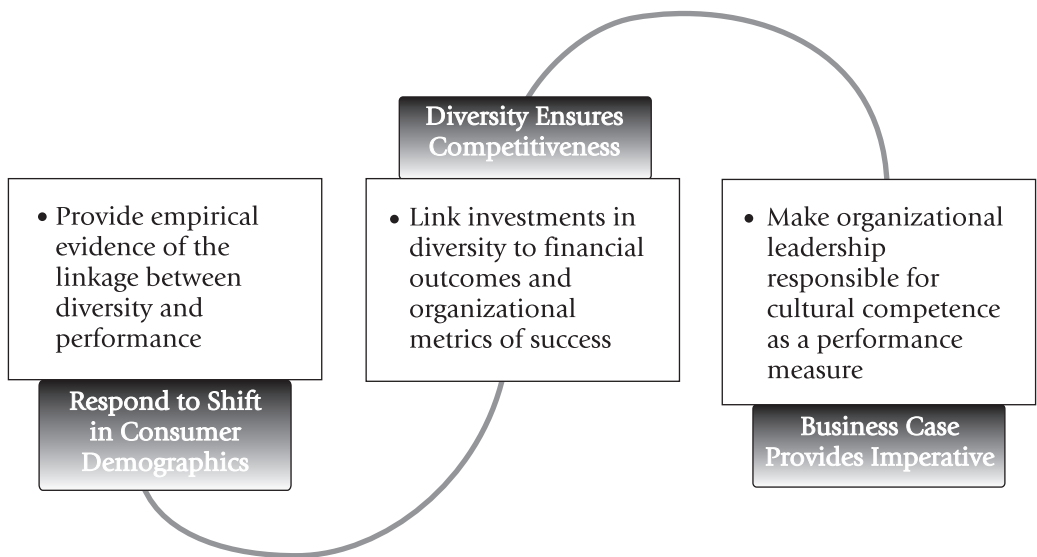 • Provide empirical
evidence of the
linkage between
diversity and
performance
Respond to Shift
in Consumer
Demographics
Diversity Ensures
Competitiveness
• Link investments in
diversity to financial
outcomes and
organizational
metrics of success
• Make organizational
leadership
responsible for
cultural competence
as a performance
measure
Business Case
Provides Imperative